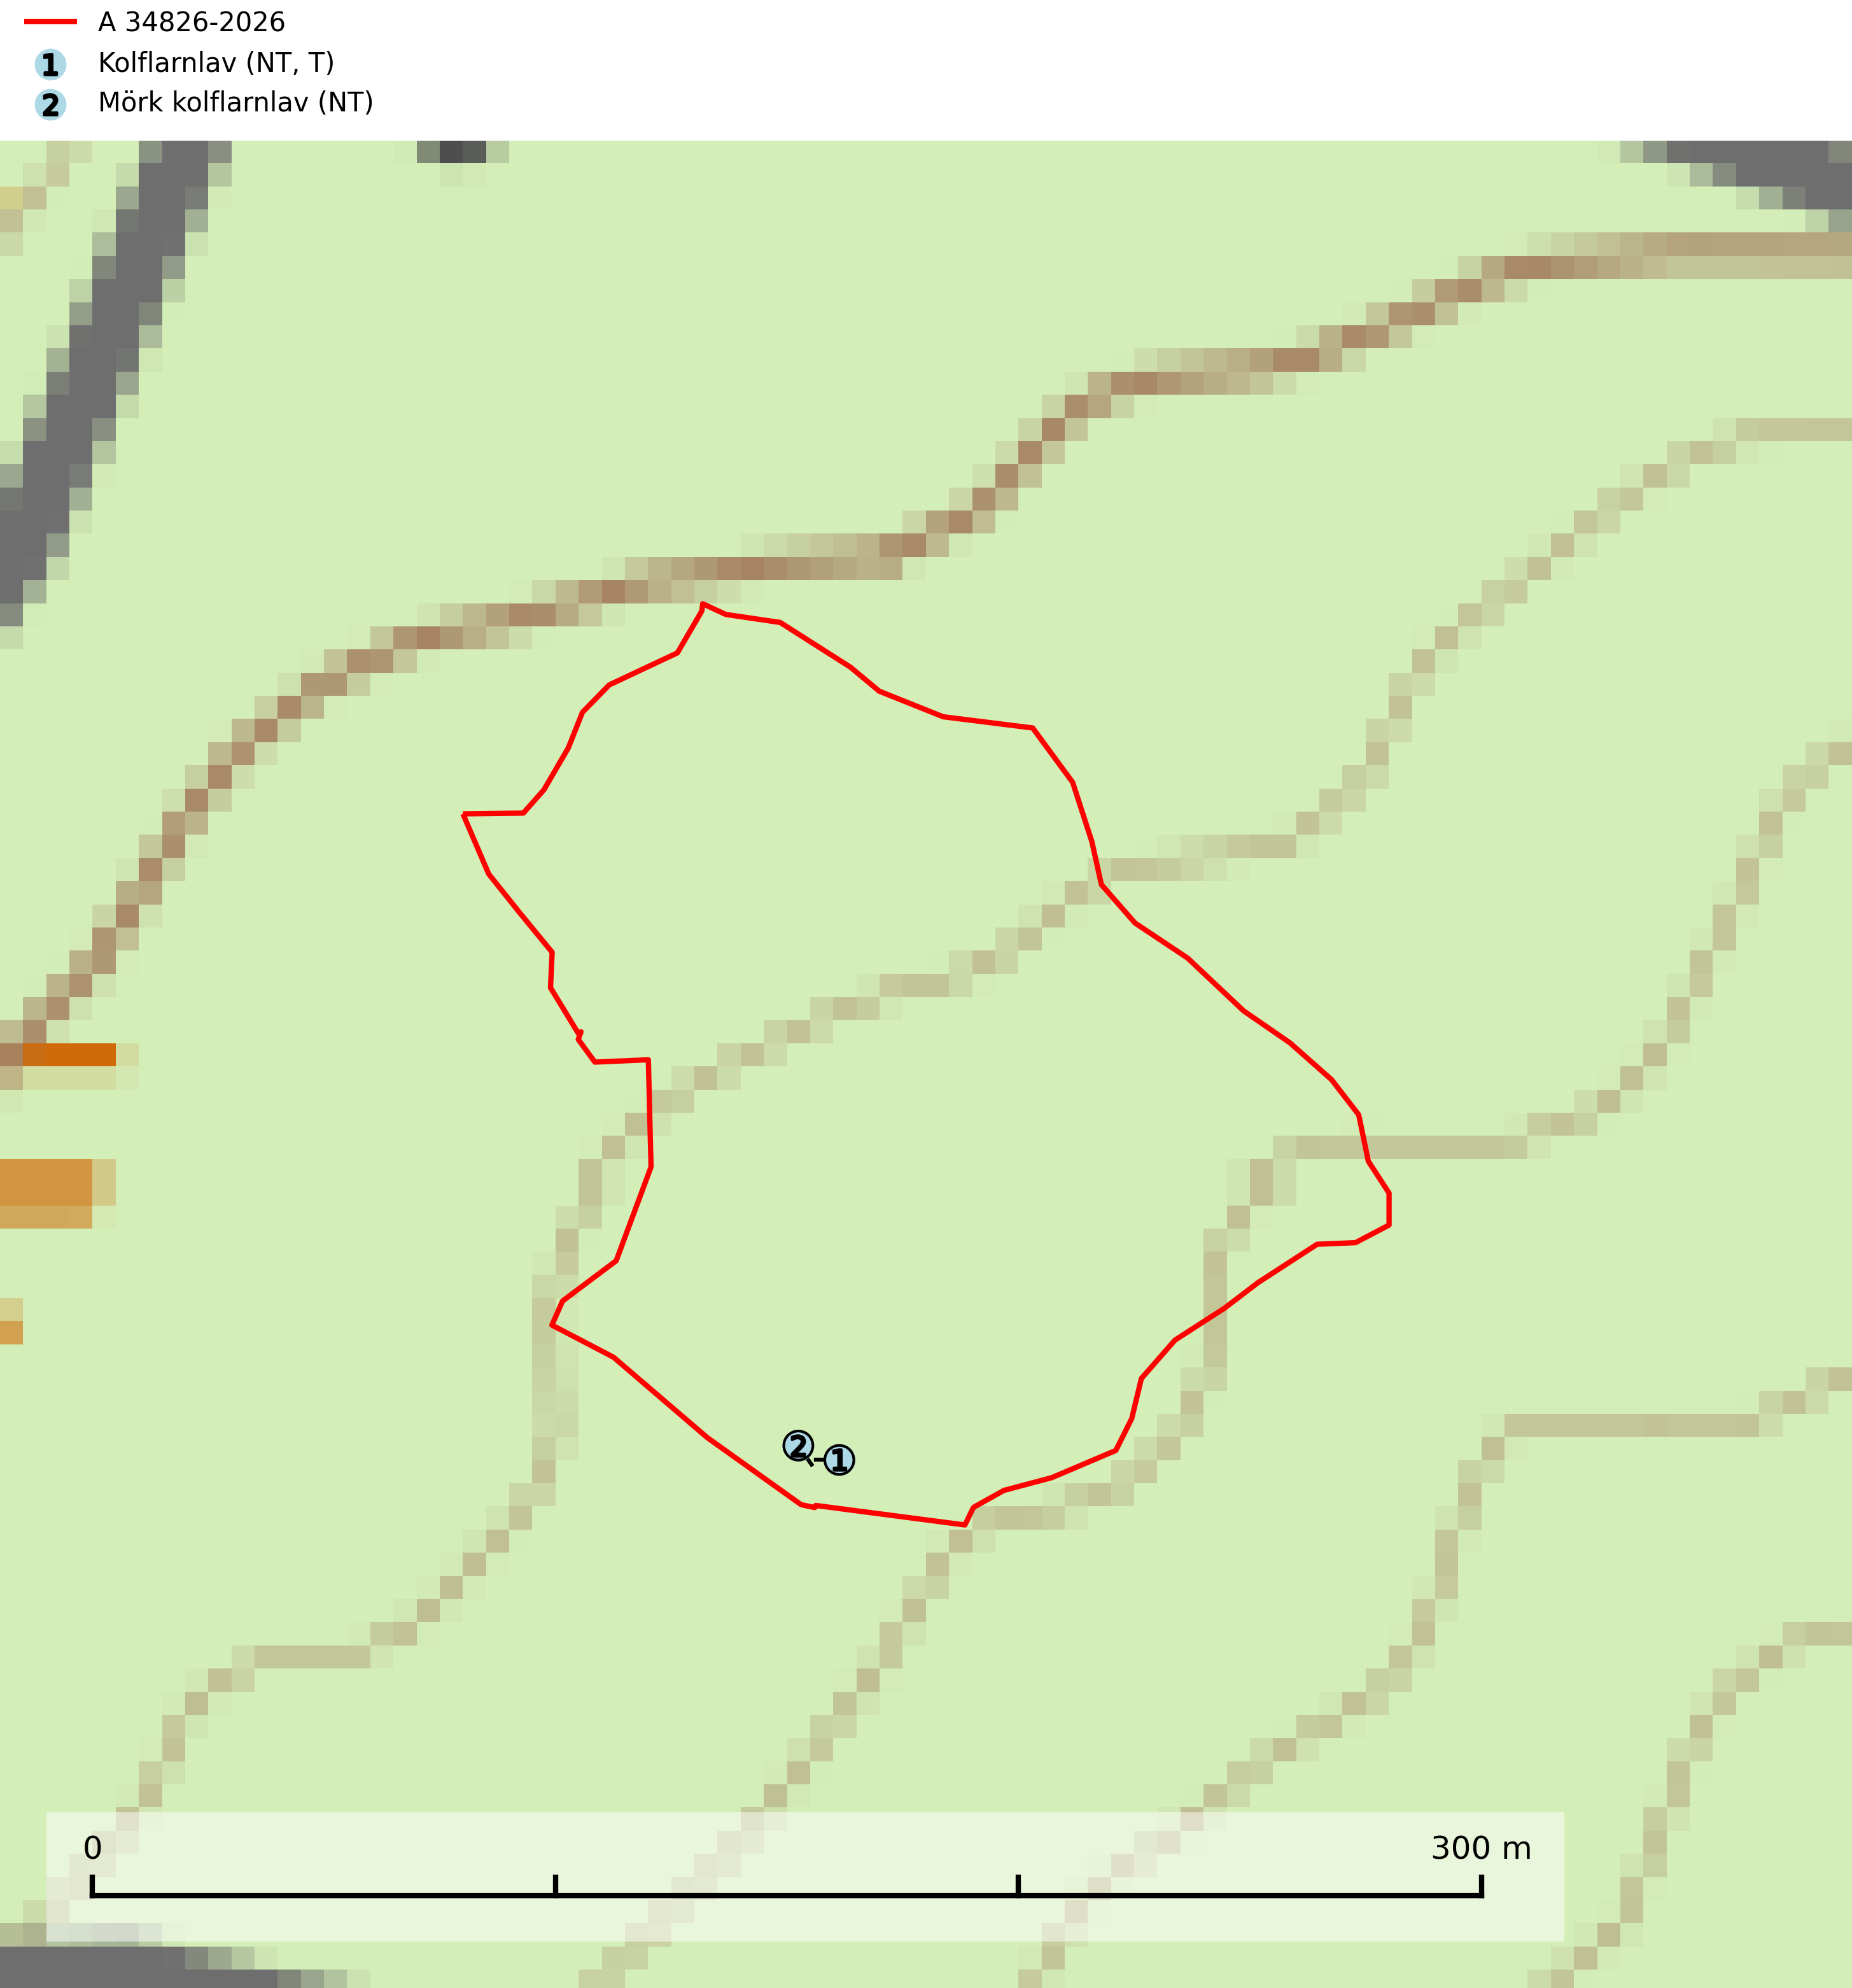 A 34826-2026
1 Kolflarnlav (NT, T)
2 Mörk kolflarnlav (NT)
2 1
0 300 m